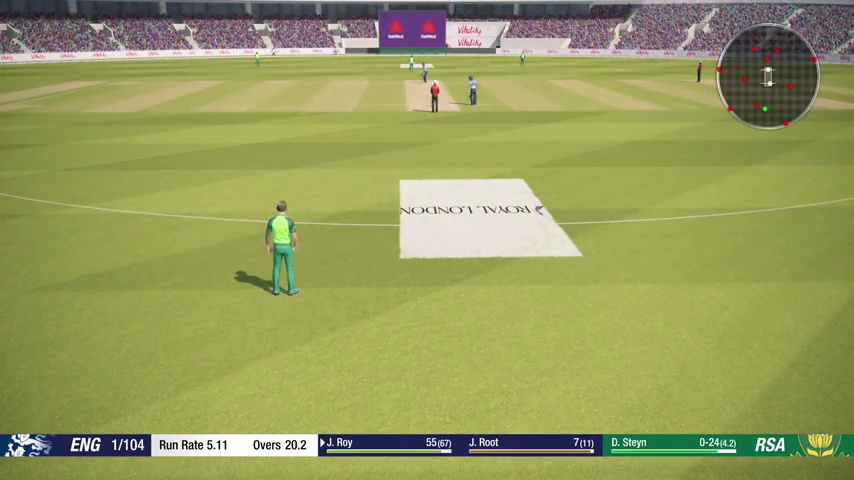 NatWest NatWest
Vitality
Vitality
ROYAL LONDON
ENG 1/104 Run Rate 5.11 Overs 20.2 J. Roy 55(67) J. Root 7(11) D. Steyn 0-24(4.2) RSA